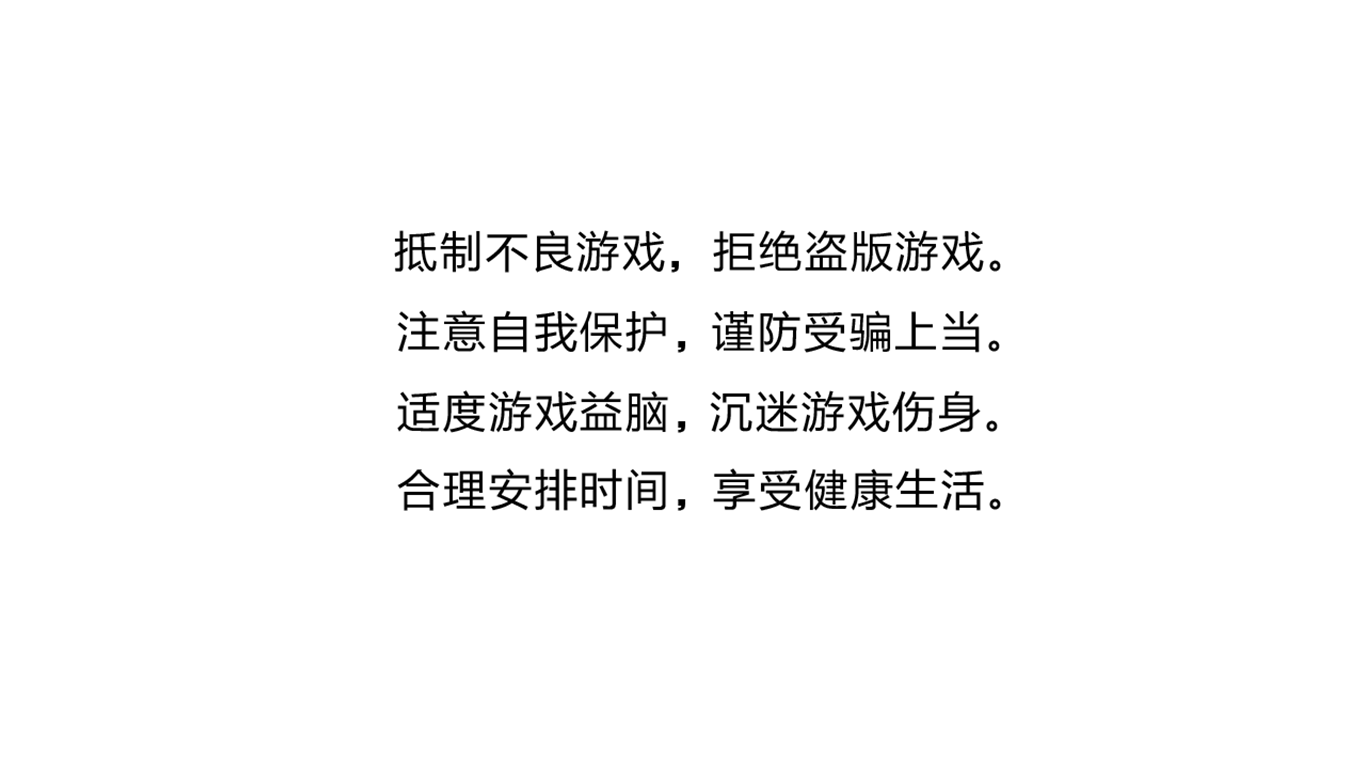 抵制不良游戏，拒绝盗版游戏。
注意自我保护，谨防受骗上当。
适度游戏益脑，沉迷游戏伤身。
合理安排时间，享受健康生活。